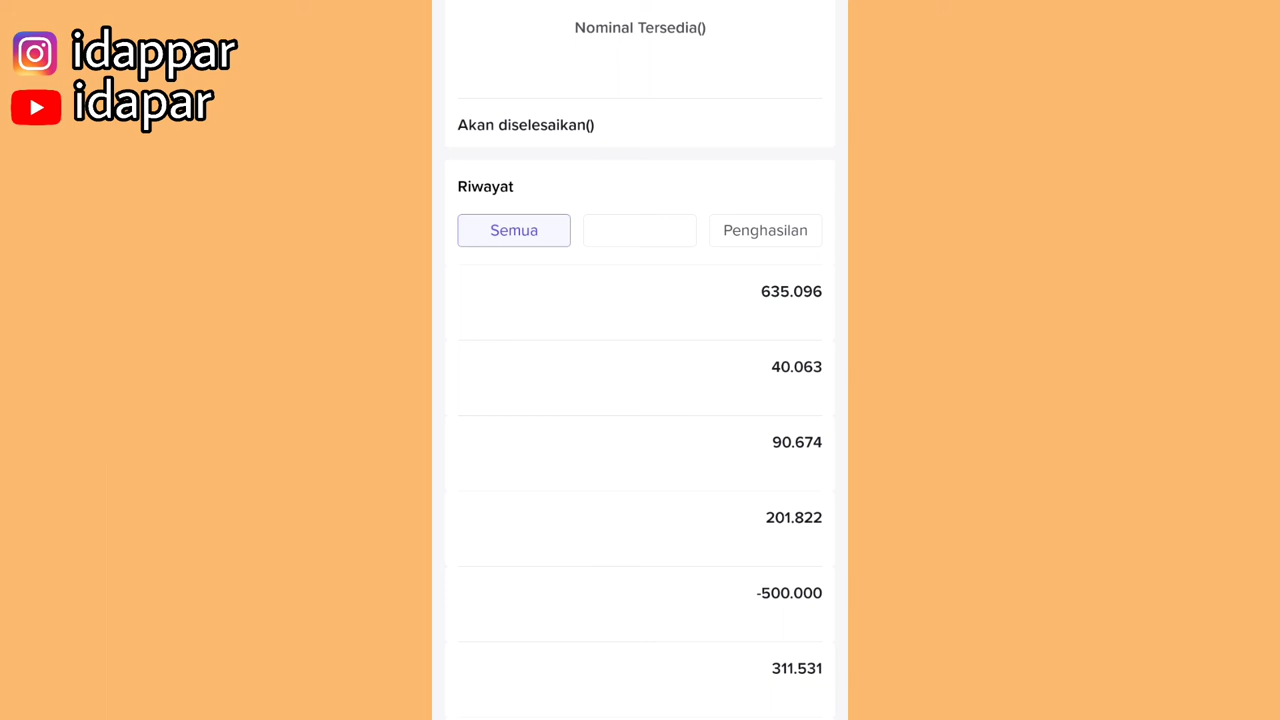 idappar
idapar
Nominal Tersedia()
Akan diselesaikan()
Riwayat
Semua
Penghasilan
635.096
40.063
90.674
201.822
-500.000
311.531